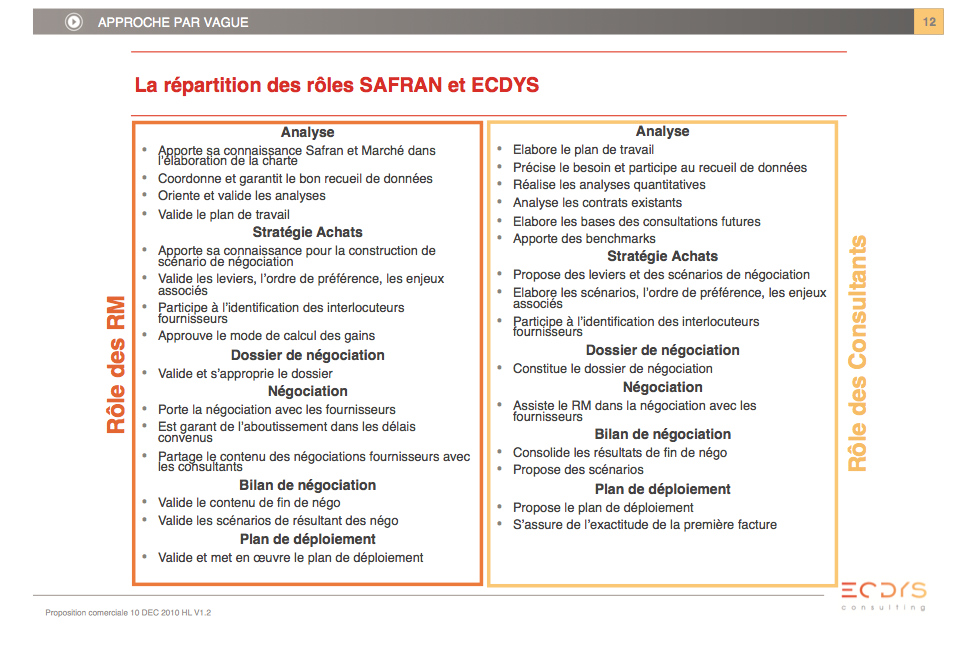 APPROCHE PAR VAGUE
12
La répartition des rôles SAFRAN et ECDYS
Rôle des RM
Analyse
• Apporte sa connaissance Safran et Marché dans
l'élaboration de la charte
• Coordonne et garantit le bon recueil de données
• Oriente et valide les analyses
• Valide le plan de travail
Stratégie Achats
• Apporte sa connaissance pour la construction de
scénario de négociation
• Valide les leviers, l'ordre de préférence, les enjeux
associés
• Participe à l'identification des interlocuteurs
fournisseurs
• Approuve le mode de calcul des gains
Dossier de négociation
• Valide et s'approprie le dossier
Négociation
• Porte la négociation avec les fournisseurs
• Est garant de l'aboutissement dans les délais
convenus
• Partage le contenu des négociations fournisseurs avec
les consultants
Bilan de négociation
• Valide le contenu de fin de négo
• Valide les scénarios de résultant des négo
Plan de déploiement
• Valide et met en œuvre le plan de déploiement
Analyse
• Elabore le plan de travail
• Précise le besoin et participe au recueil de données
• Réalise les analyses quantitatives
• Analyse les contrats existants
• Elabore les bases des consultations futures
• Apporte des benchmarks
Stratégie Achats
• Propose des leviers et des scénarios de négociation
• Elabore les scénarios, l'ordre de préférence, les enjeux
associés
• Participe à l'identification des interlocuteurs
fournisseurs
Dossier de négociation
• Constitue le dossier de négociation
Négociation
• Assiste le RM dans la négociation avec les
fournisseurs
Bilan de négociation
• Consolide les résultats de fin de négo
• Propose des scénarios
Plan de déploiement
• Propose le plan de déploiement
• S'assure de l'exactitude de la première facture
Rôle des Consultants
Proposition comerciale 10 DEC 2010 HL V1.2
ECDYS
consulting